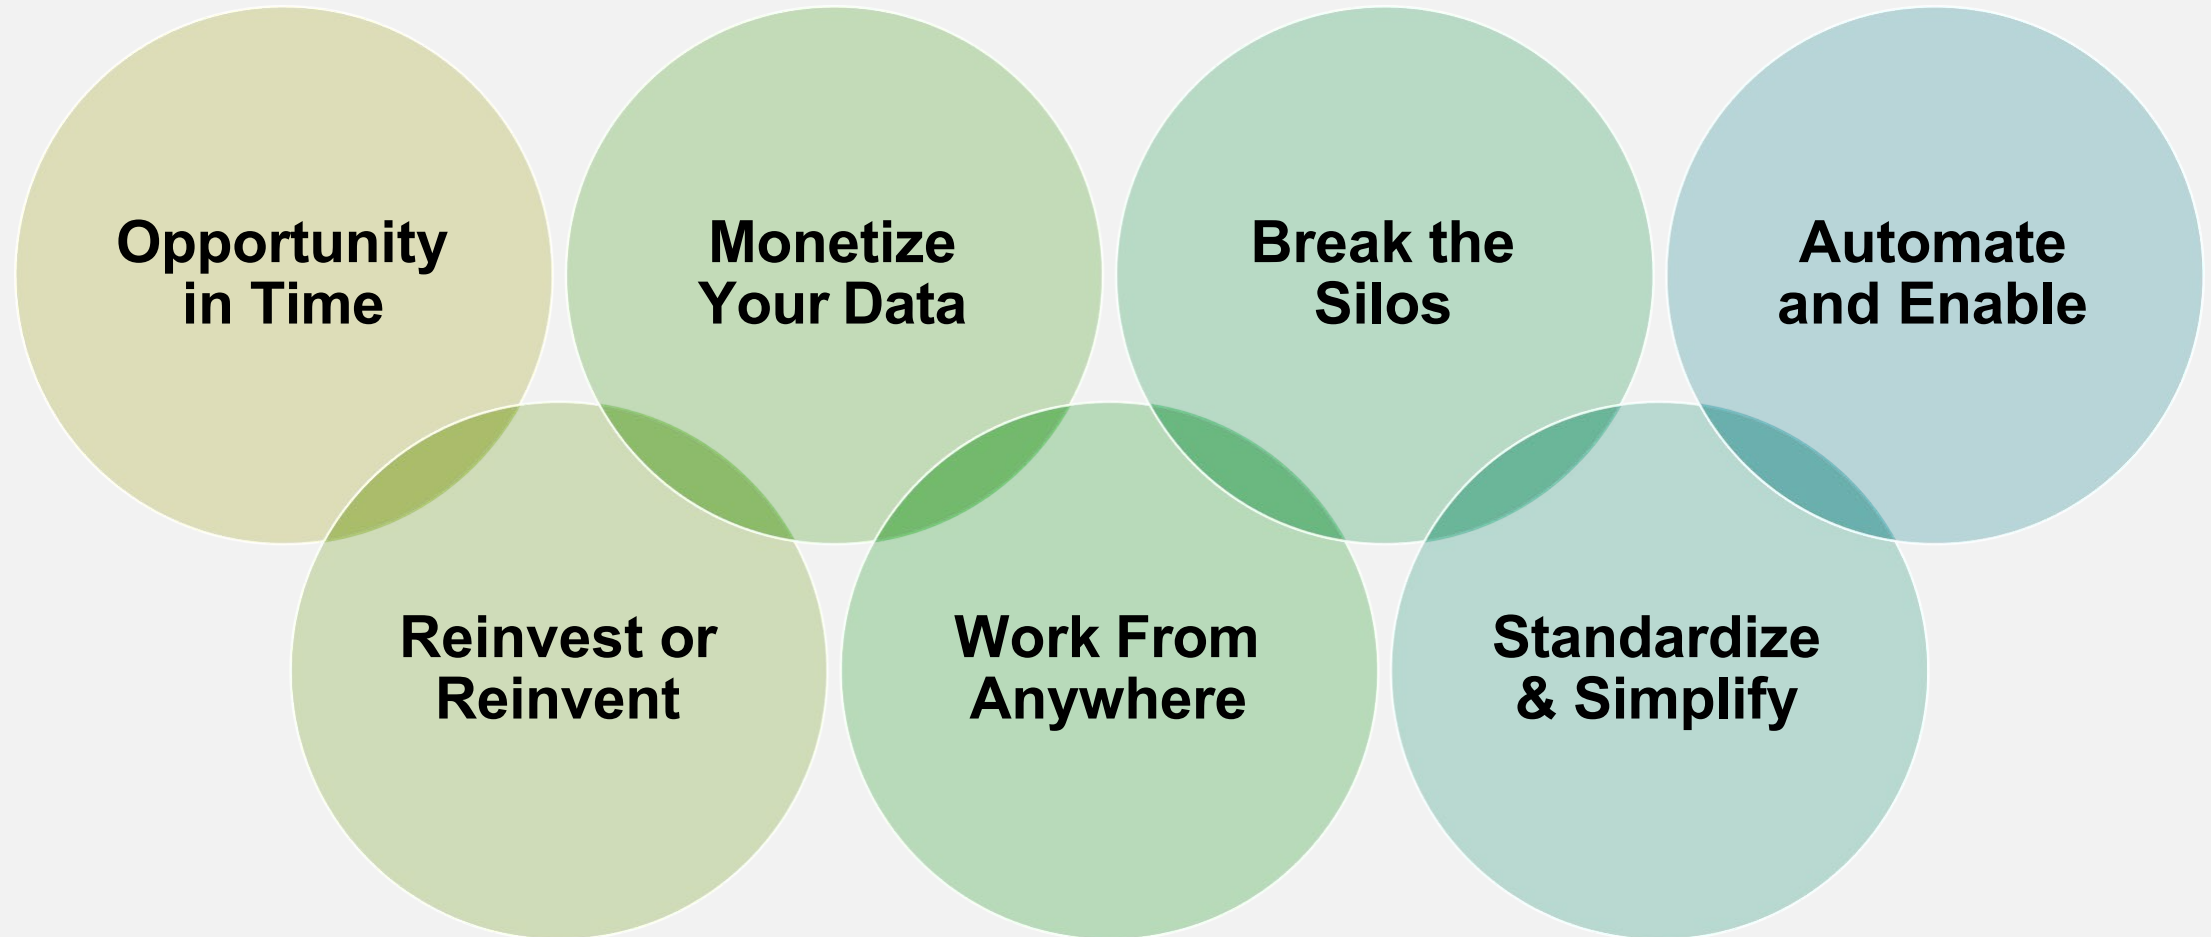 Opportunity
in Time
Monetize
Your Data
Break the
Silos
Automate
and Enable
Reinvest or
Reinvent
Work From
Anywhere
Standardize
& Simplify